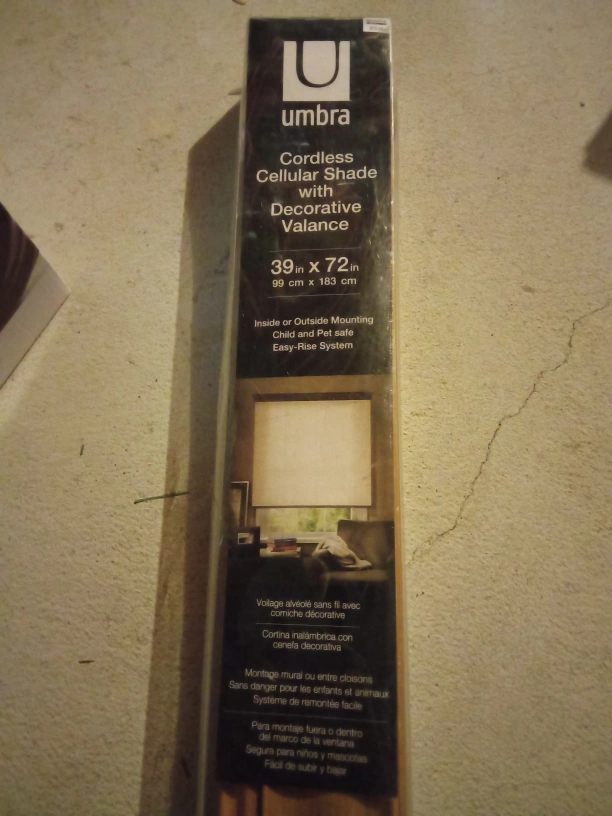 U
umbra
Cordless
Cellular Shade
with
Decorative
Valance
39in x 72in
99 cm x 183 cm
Inside or Outside Mounting
Child and Pet safe
Easy-Rise System
Voilage alvéolé sans fil avec
corniche décorative
Cortina inalámbrica con
cenefa decorativa
Montage mural ou entre cloisons
Sans danger pour les enfants et animaux
Système de remontée facile
Para montaje fuera o dentro
del marco de la ventana
Segura para niños y mascotas
Fácil de subir y bajar